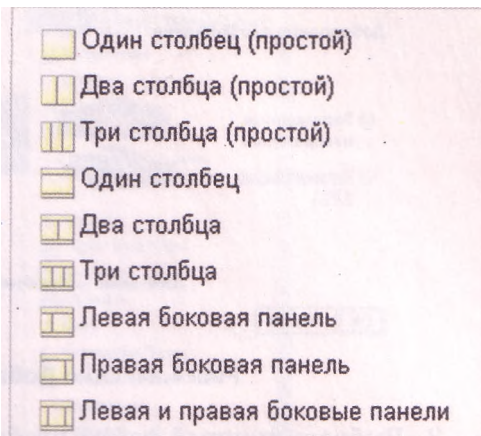 Один столбец (простой)
Два столбца (простой)
Три столбца (простой)
Один столбец
Два столбца
Три столбца
Левая боковая панель
Правая боковая панель
Левая и правая боковые панели